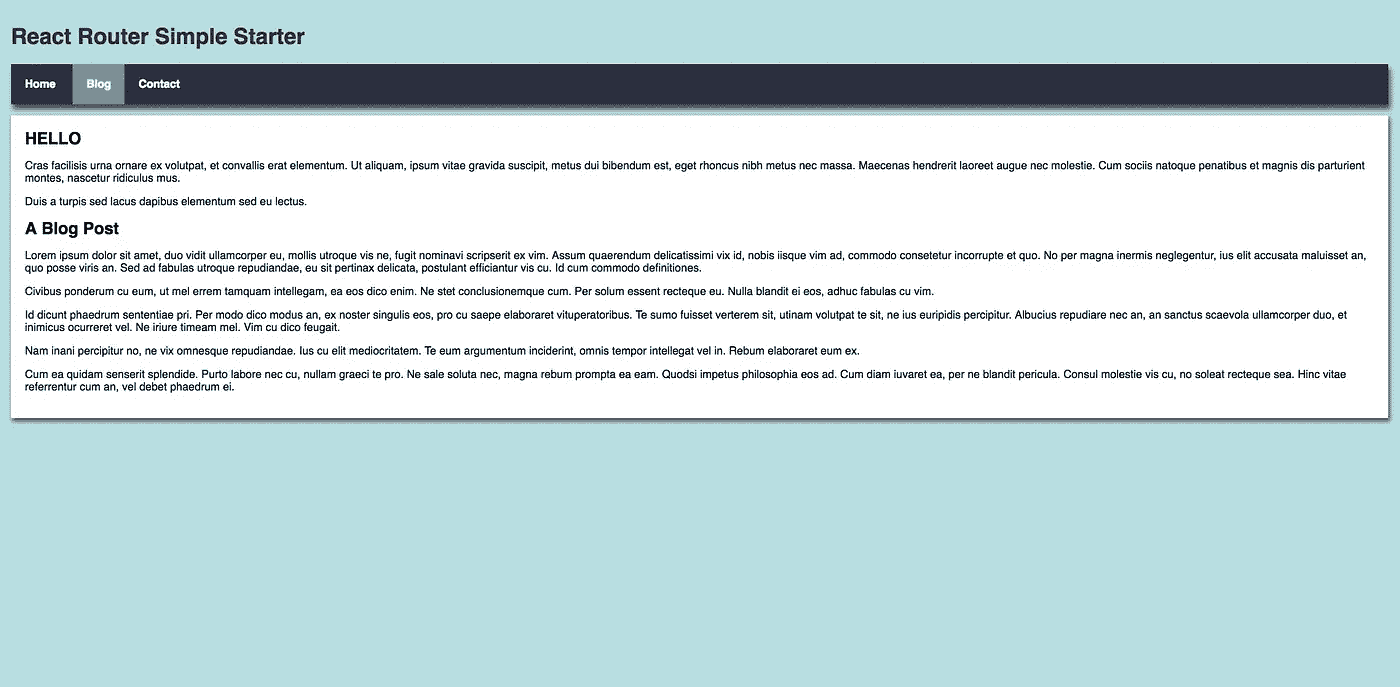 React Router Simple Starter
Home Blog Contact
HELLO
Cras facilisis urna ornare ex volutpat, et convallis erat elementum. Ut aliquam, ipsum vitae gravida suscipit, metus dui bibendum est, eget rhoncus nibh metus nec massa. Maecenas hendrerit laoreet augue nec molestie. Cum sociis natoque penatibus et magnis dis parturient
montes, nascetur ridiculus mus.
Duis a turpis sed lacus dapibus elementum sed eu lectus.
A Blog Post
Lorem ipsum dolor sit amet, duo vidit ullamcorper eu, mollis utroque vis ne, fugit nominavi scripserit ex vim. Assum quaerendum delicatissimi vix id, nobis iisque vim ad, commodo consetetur incorrupte et quo. No per magna inermis neglegentur, ius elit accusata maluisset an,
quo posse viris an. Sed ad fabulas utroque repudiandae, eu sit pertinax delicata, postulant efficiantur vis cu. Id cum commodo definitiones.
Civibus ponderum cu eum, ut mel errem tamquam intellegam, ea eos dico enim. Ne stet conclusionemque cum. Per solum essent recteque eu. Nulla blandit ei eos, adhuc fabulas cu vim.
Id dicunt phaedrum sententiae pri. Per modo dico modus an, ex noster singulis eos, pro cu saepe elaboraret vituperatoribus. Te sumo fuisset verterem sit, utinam volutpat te sit, ne ius euripidis percipitur. Albucius repudiare nec an, an sanctus scaevola ullamcorper duo, et
inimicus ocurreret vel. Ne iriure timeam mel. Vim cu dico feugait.
Nam inani percipitur no, ne vix omnesque repudiandae. Ius cu elit mediocritatem. Te eum argumentum inciderint, omnis tempor intellegat vel in. Rebum elaboraret eum ex.
Cum ea quidam senserit splendide. Purto labore nec cu, nullam graeci te pro. Ne sale soluta nec, magna rebum prompta ea eam. Quodsi impetus philosophia eos ad. Cum diam iuvaret ea, per ne blandit pericula. Consul molestie vis cu, no soleat recteque sea. Hinc vitae
referrentur cum an, vel debet phaedrum ei.